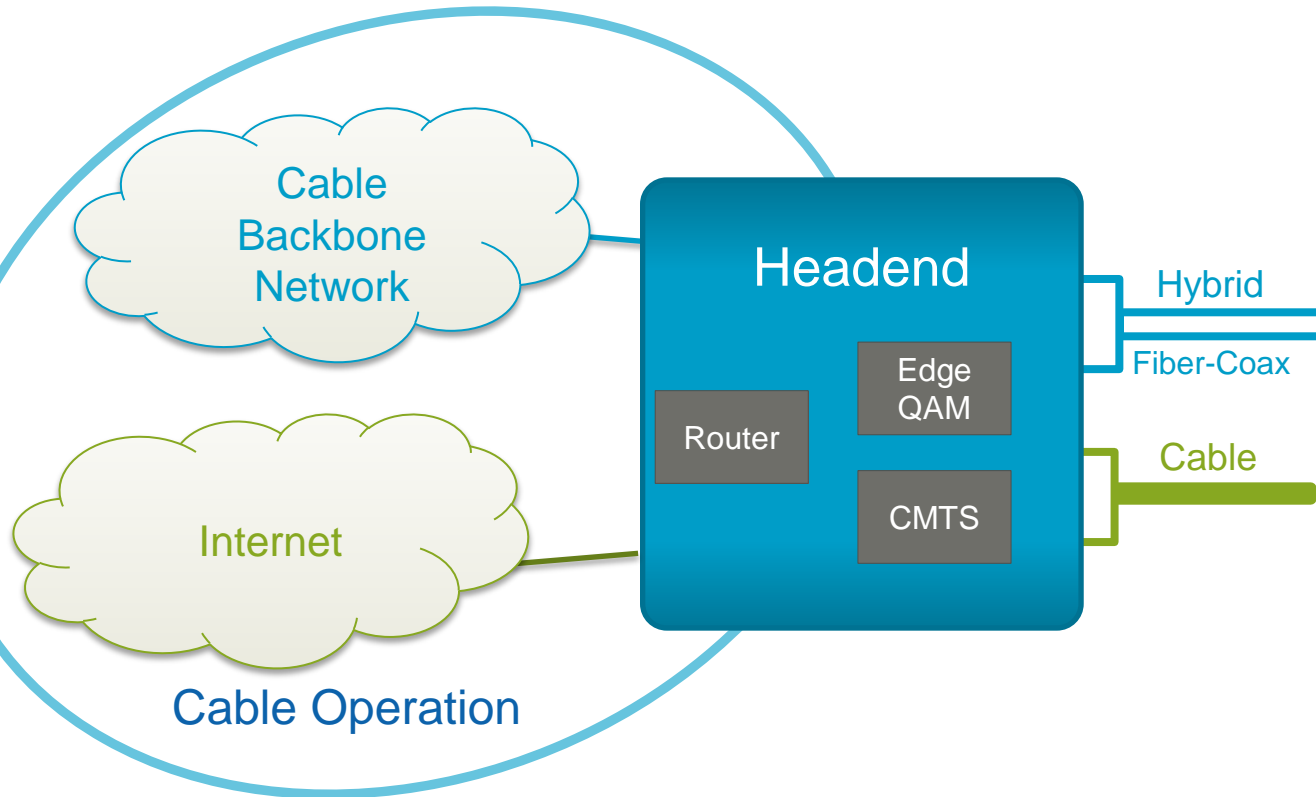 Cable
Backbone
Network
Headend
Hybrid
Fiber-Coax
Edge
QAM
Router
Cable
CMTS
Internet
Cable Operation